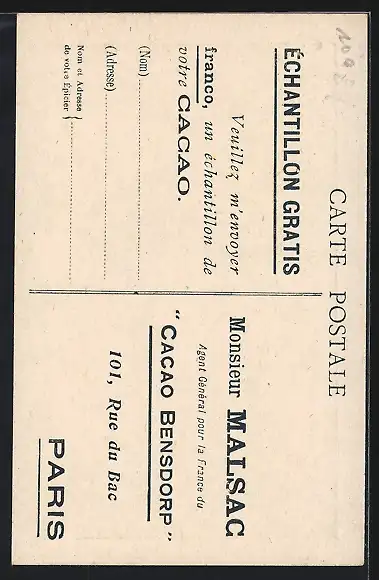 CARTE POSTALE
ÉCHANTILLON GRATIS
Veuillez m'envoyer
franco, un échantillon de
votre CACAO.
(Nom)
(Adresse)
Nom et Adresse
de votre Épicier }
Monsieur MALSAC
Agent Général pour la France du
" CACAO BENSDORP "
101, Rue du Bac
PARIS